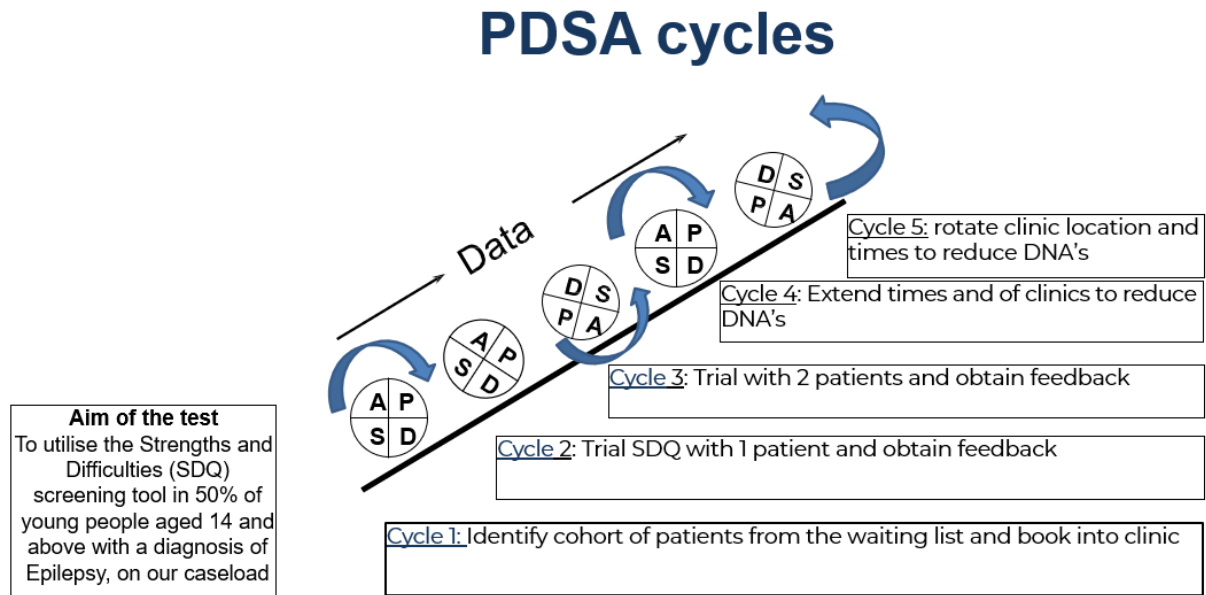 PDSA cycles
Data
D S
P A
A P
S D
D S
P A
A P
S D
A P
S D
Cycle 5: rotate clinic location and
times to reduce DNA's
Cycle 4: Extend times and of clinics to reduce
DNA's
Cycle 3: Trial with 2 patients and obtain feedback
Cycle 2: Trial SDQ with 1 patient and obtain feedback
Cycle 1: Identify cohort of patients from the waiting list and book into clinic
Aim of the test
To utilise the Strengths and
Difficulties (SDQ)
screening tool in 50% of
young people aged 14 and
above with a diagnosis of
Epilepsy, on our caseload